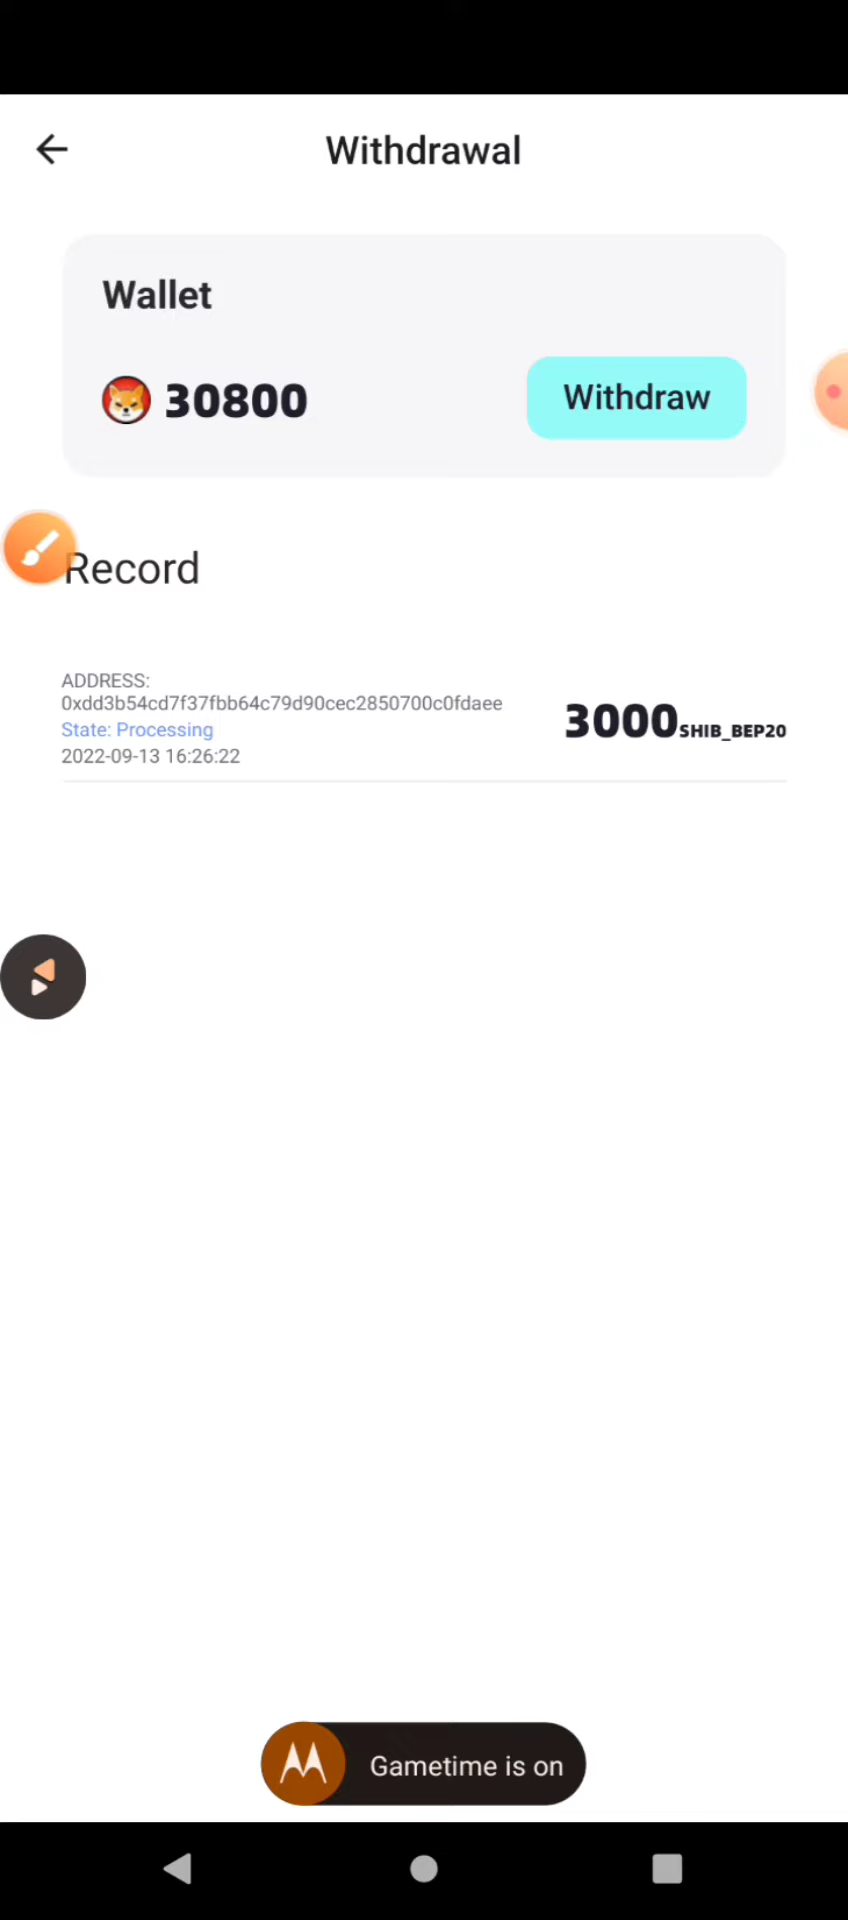 Withdrawal
Wallet
30800
Withdraw
Record
ADDRESS:
0xdd3b54cd7f37fbb64c79d90cec2850700c0fdaee
State: Processing
2022-09-13 16:26:22
3000SHIB_BEP20
Gametime is on